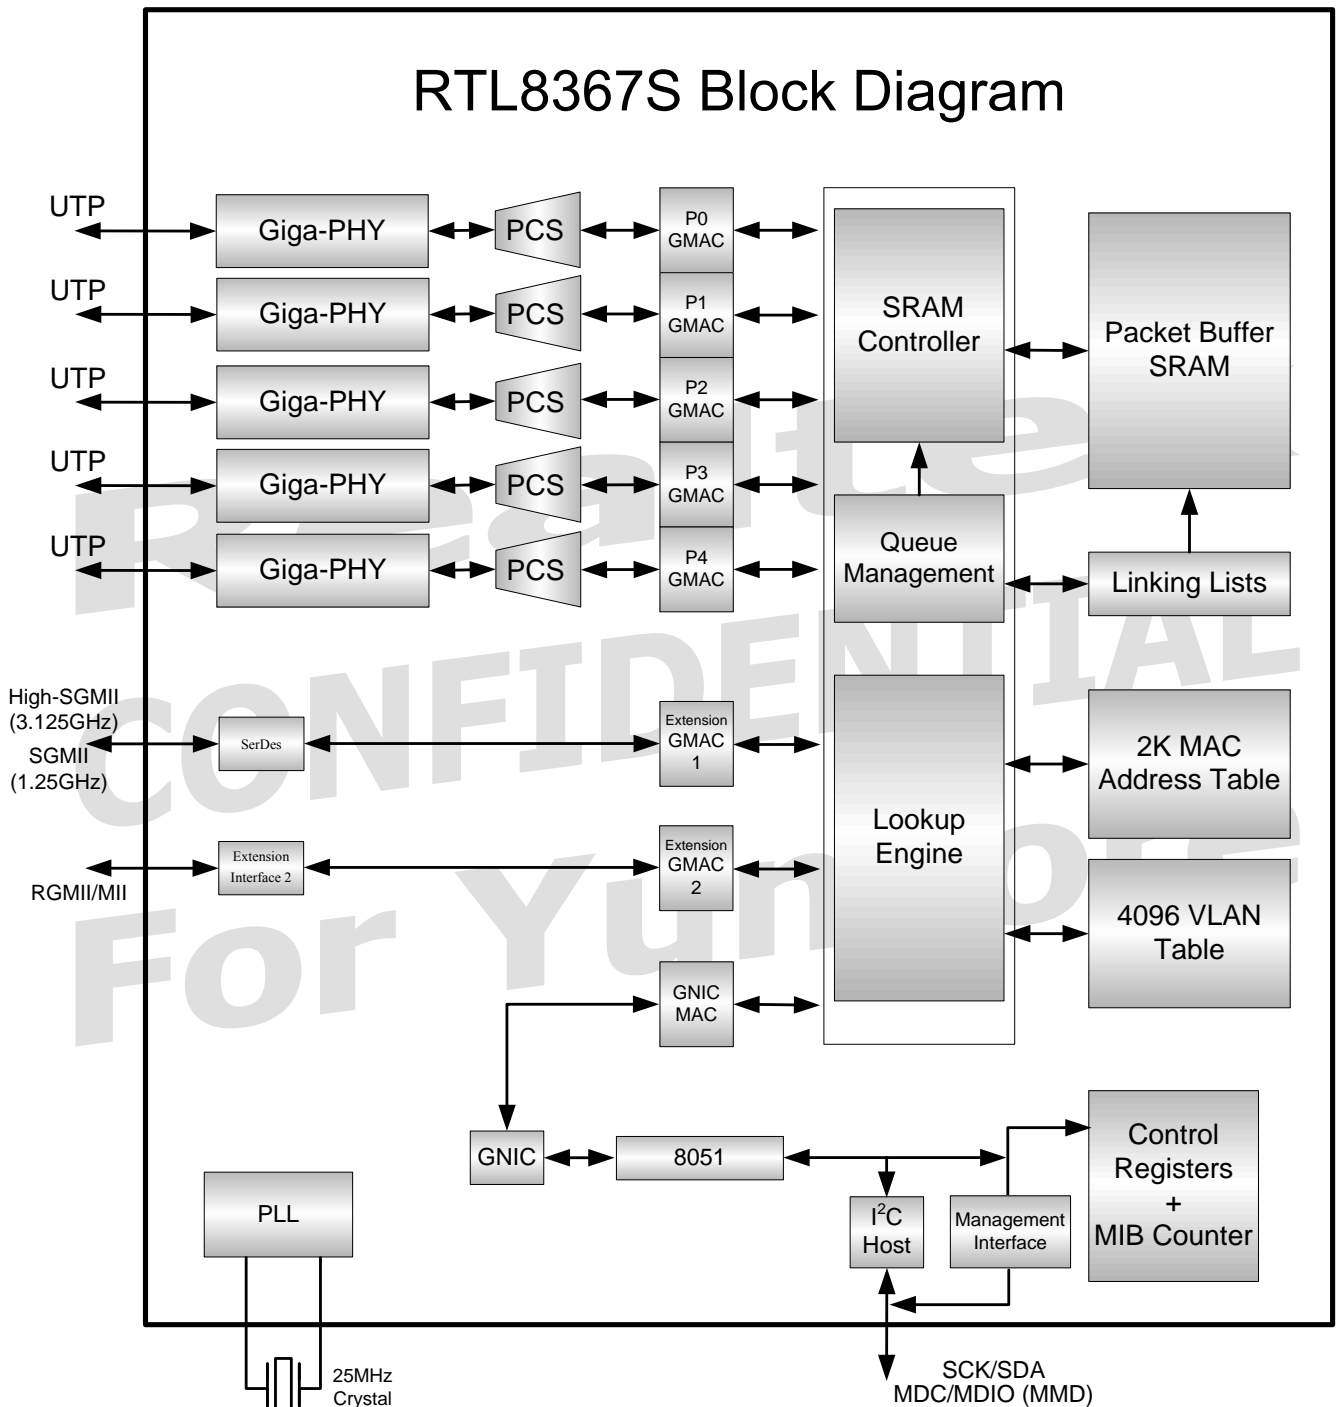 RTL8367S Block Diagram
UTP
Giga-PHY
PCS
P0
GMAC
UTP
Giga-PHY
PCS
P1
GMAC
UTP
Giga-PHY
PCS
P2
GMAC
UTP
Giga-PHY
PCS
P3
GMAC
UTP
Giga-PHY
PCS
P4
GMAC
SRAM
Controller
Packet Buffer
SRAM
Queue
Management
Linking Lists
High-SGMII
(3.125GHz)
SGMII
(1.25GHz)
SerDes
Extension
GMAC
1
Lookup
Engine
2K MAC
Address Table
RGMII/MII
Extension
Interface 2
Extension
GMAC
2
4096 VLAN
Table
GNIC
MAC
GNIC
8051
I²C
Host
Management
Interface
Control
Registers
+
MIB Counter
PLL
25MHz
Crystal
SCK/SDA
MDC/MDIO (MMD)
Realtek
CONFIDENTIAL